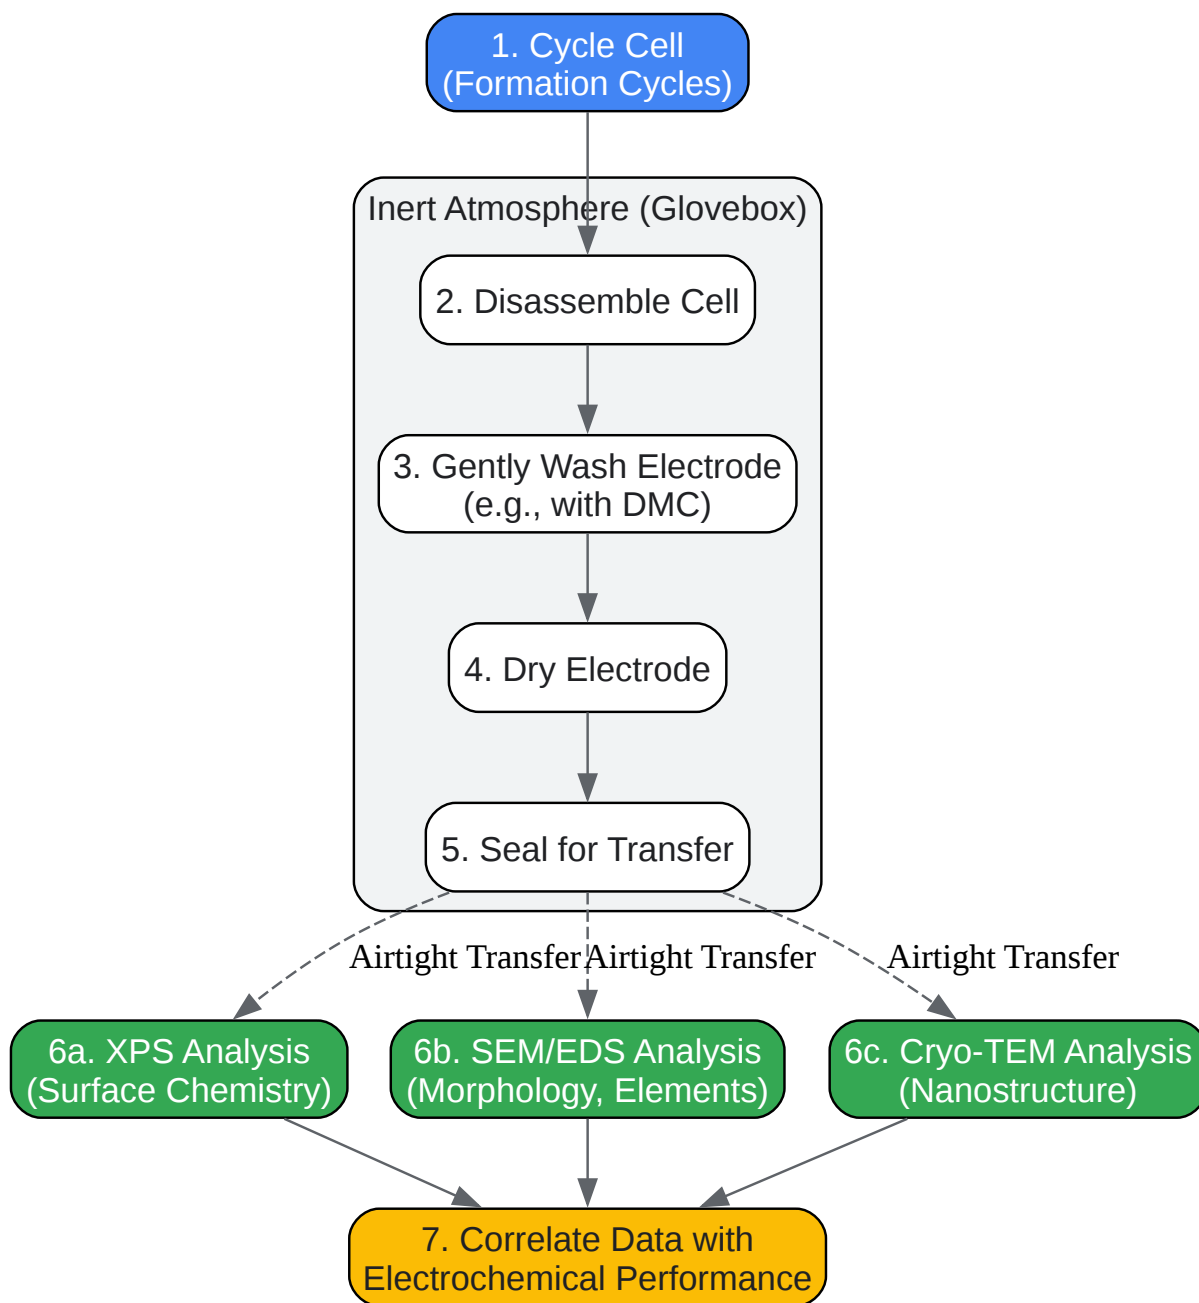 1. Cycle Cell
(Formation Cycles)
Inert Atmosphere (Glovebox)
2. Disassemble Cell
3. Gently Wash Electrode
(e.g., with DMC)
4. Dry Electrode
5. Seal for Transfer
Airtight Transfer
Airtight Transfer
Airtight Transfer
6a. XPS Analysis
(Surface Chemistry)
6b. SEM/EDS Analysis
(Morphology, Elements)
6c. Cryo-TEM Analysis
(Nanostructure)
7. Correlate Data with
Electrochemical Performance